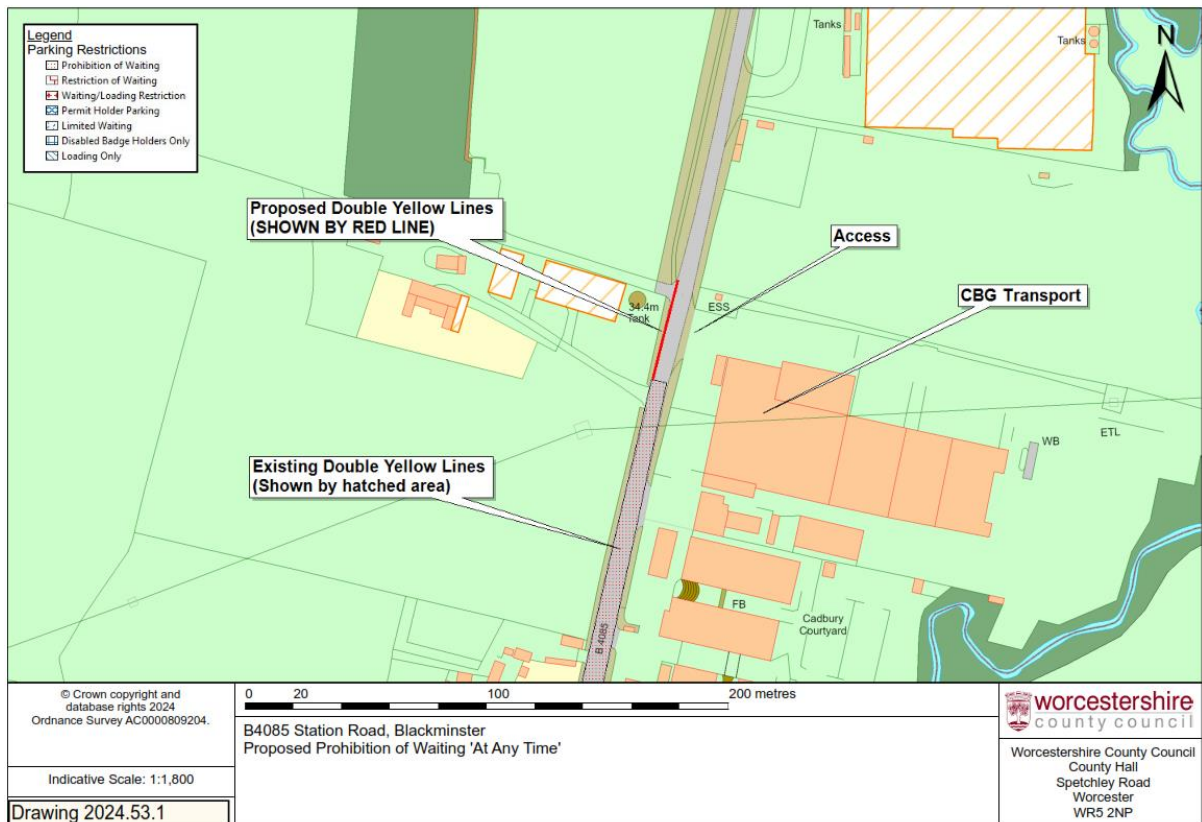 Legend
Parking Restrictions
Prohibition of Waiting
Restriction of Waiting
Waiting/Loading Restriction
Permit Holder Parking
Limited Waiting
Disabled Badge Holders Only
Loading Only
Tanks
Tanks
N
Proposed Double Yellow Lines
(SHOWN BY RED LINE)
Access
CBG Transport
34.4m
Tank
ESS
Existing Double Yellow Lines
(Shown by hatched area)
WB
ETL
FB
Cadbury
Courtyard
B 4085
© Crown copyright and
database rights 2024
Ordnance Survey AC0000809204.
Indicative Scale: 1:1,800
Drawing 2024.53.1
0 20 100 200 metres
B4085 Station Road, Blackminster
Proposed Prohibition of Waiting 'At Any Time'
worcestershire
county council
Worcestershire County Council
County Hall
Spetchley Road
Worcester
WR5 2NP